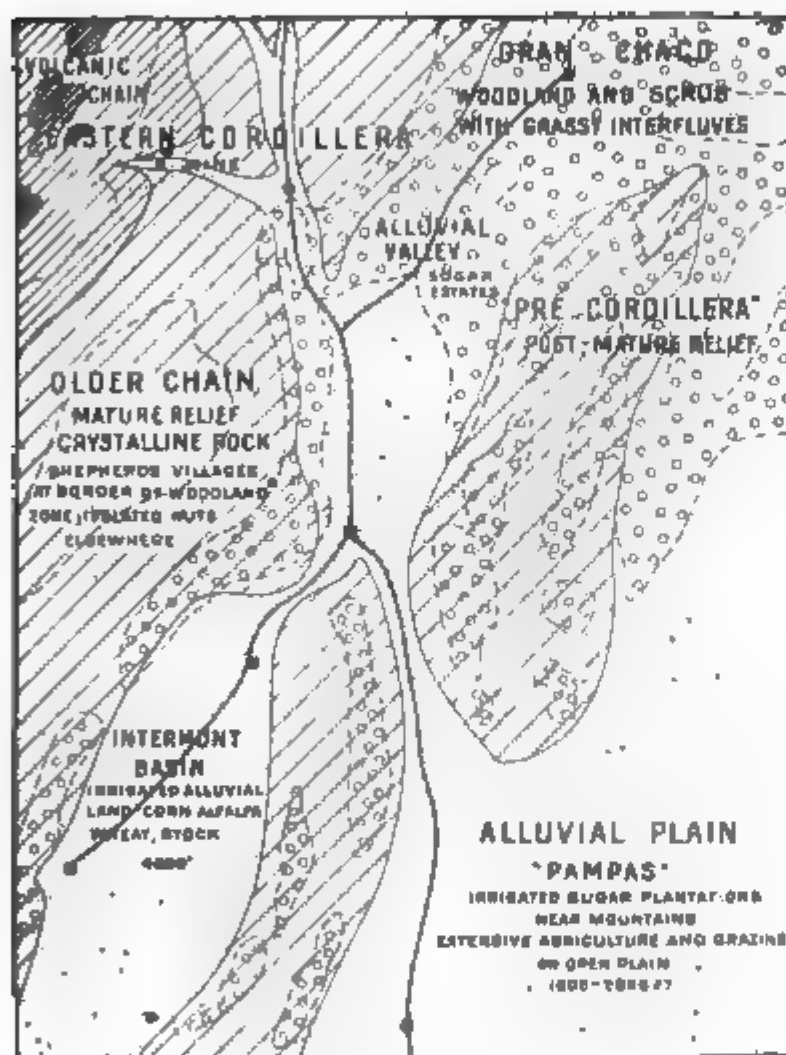 VOLCANIC
CHAIN
GRAN CHACO
WOODLAND AND SCRUB
WITH GRASSY INTERFLUVES
EASTERN CORDILLERA
ALLUVIAL
VALLEY
SUGAR
ESTATES
"PRE-CORDILLERA"
POST-MATURE RELIEF
OLDER CHAIN
MATURE RELIEF
CRYSTALLINE ROCK
SHEPHERDS VILLAGES
AT BORDER OF WOODLAND
ZONE, ISOLATED HUTS
ELSEWHERE
INTERMONT
BASIN
IRRIGATED ALLUVIAL
LAND-CORN ALFALFA
WHEAT, STOCK
ALLUVIAL PLAIN
"PAMPAS"
IRRIGATED SUGAR PLANTATIONS
NEAR MOUNTAINS
EXTENSIVE AGRICULTURE AND GRAZING
ON OPEN PLAIN